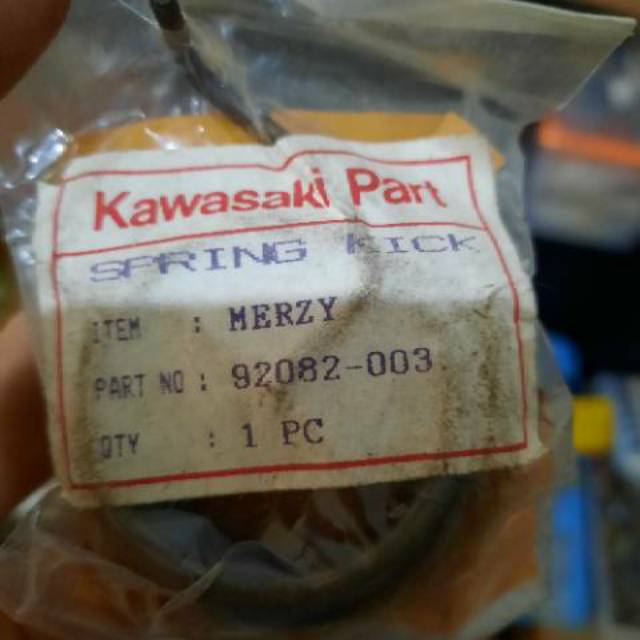 Kawasaki Part
SPRING KICK
ITEM : MERZY
PART NO : 92082-003
QTY : 1 PC